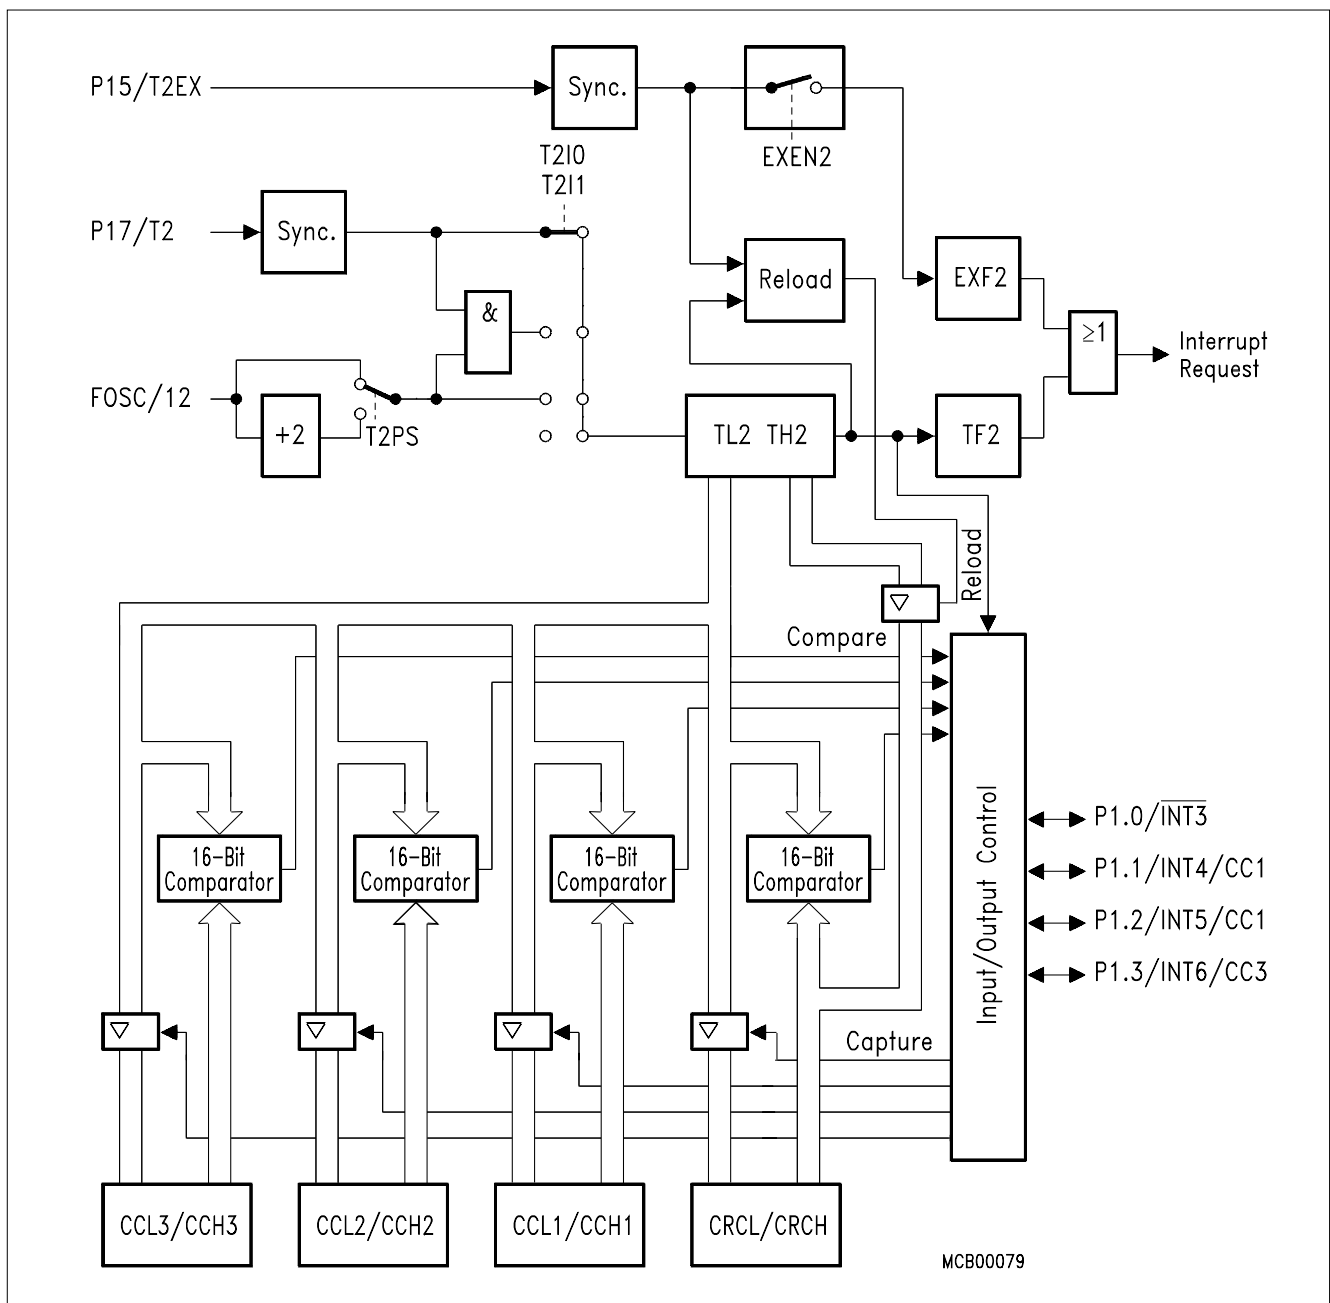 P15/T2EX
Sync.
EXEN2
T2I0
T2I1
P17/T2
Sync.
&
Reload
EXF2
≥1
Interrupt
Request
FOSC/12
+2
T2PS
TL2 TH2
TF2
Reload
Compare
16-Bit
Comparator
16-Bit
Comparator
16-Bit
Comparator
16-Bit
Comparator
Input/Output Control
P1.0/I̅N̅T̅3̅
P1.1/INT4/CC1
P1.2/INT5/CC1
P1.3/INT6/CC3
Capture
CCL3/CCH3
CCL2/CCH2
CCL1/CCH1
CRCL/CRCH
MCB00079